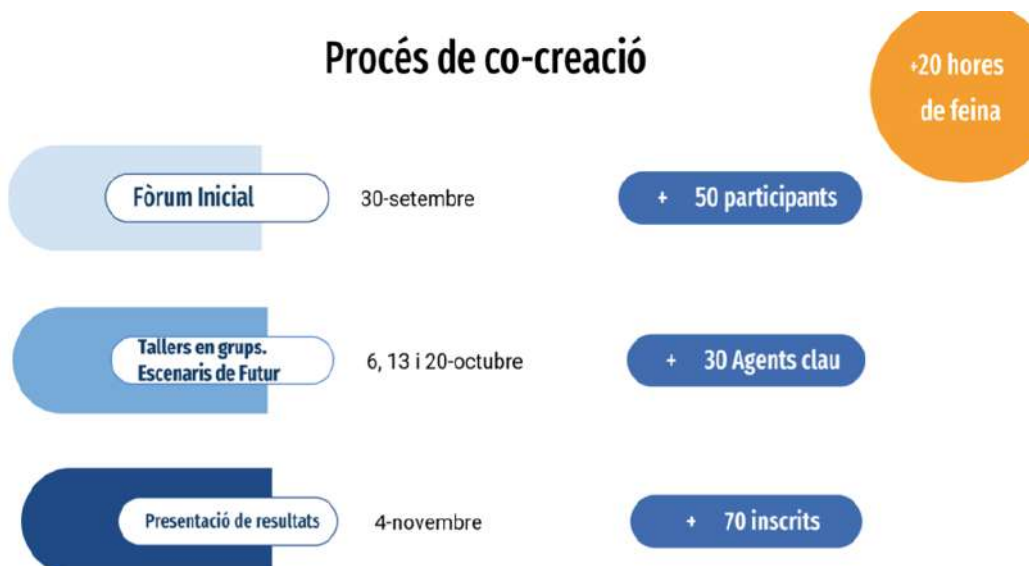 Procés de co-creació
+20 hores
de feina
Fòrum Inicial
30-setembre
+ 50 participants
Tallers en grups.
Escenaris de Futur
6, 13 i 20-octubre
+ 30 Agents clau
Presentació de resultats
4-novembre
+ 70 inscrits